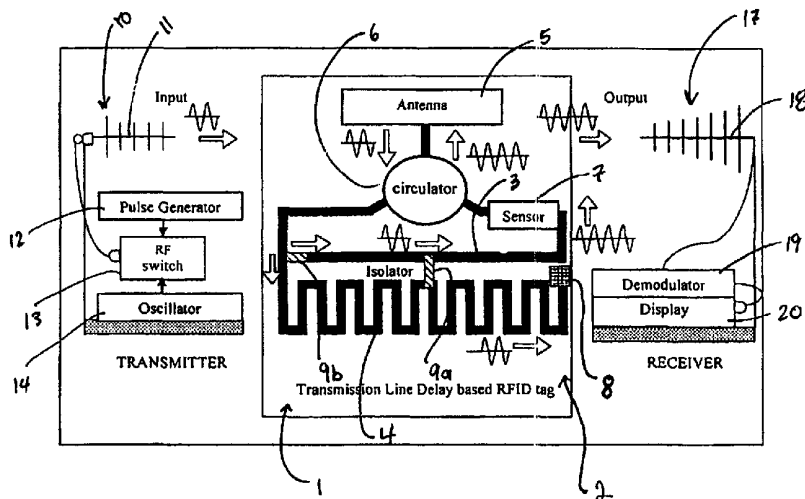 10
11
6
5
17
Input
Antenna
Output
18
circulator
3
7
Sensor
Pulse Generator
12
RF
switch
13
Isolator
19
Demodulator
Oscillator
Display
14
20
TRANSMITTER
9b
9a
RECEIVER
8
Transmission Line Delay based RFID tag
4
1
2